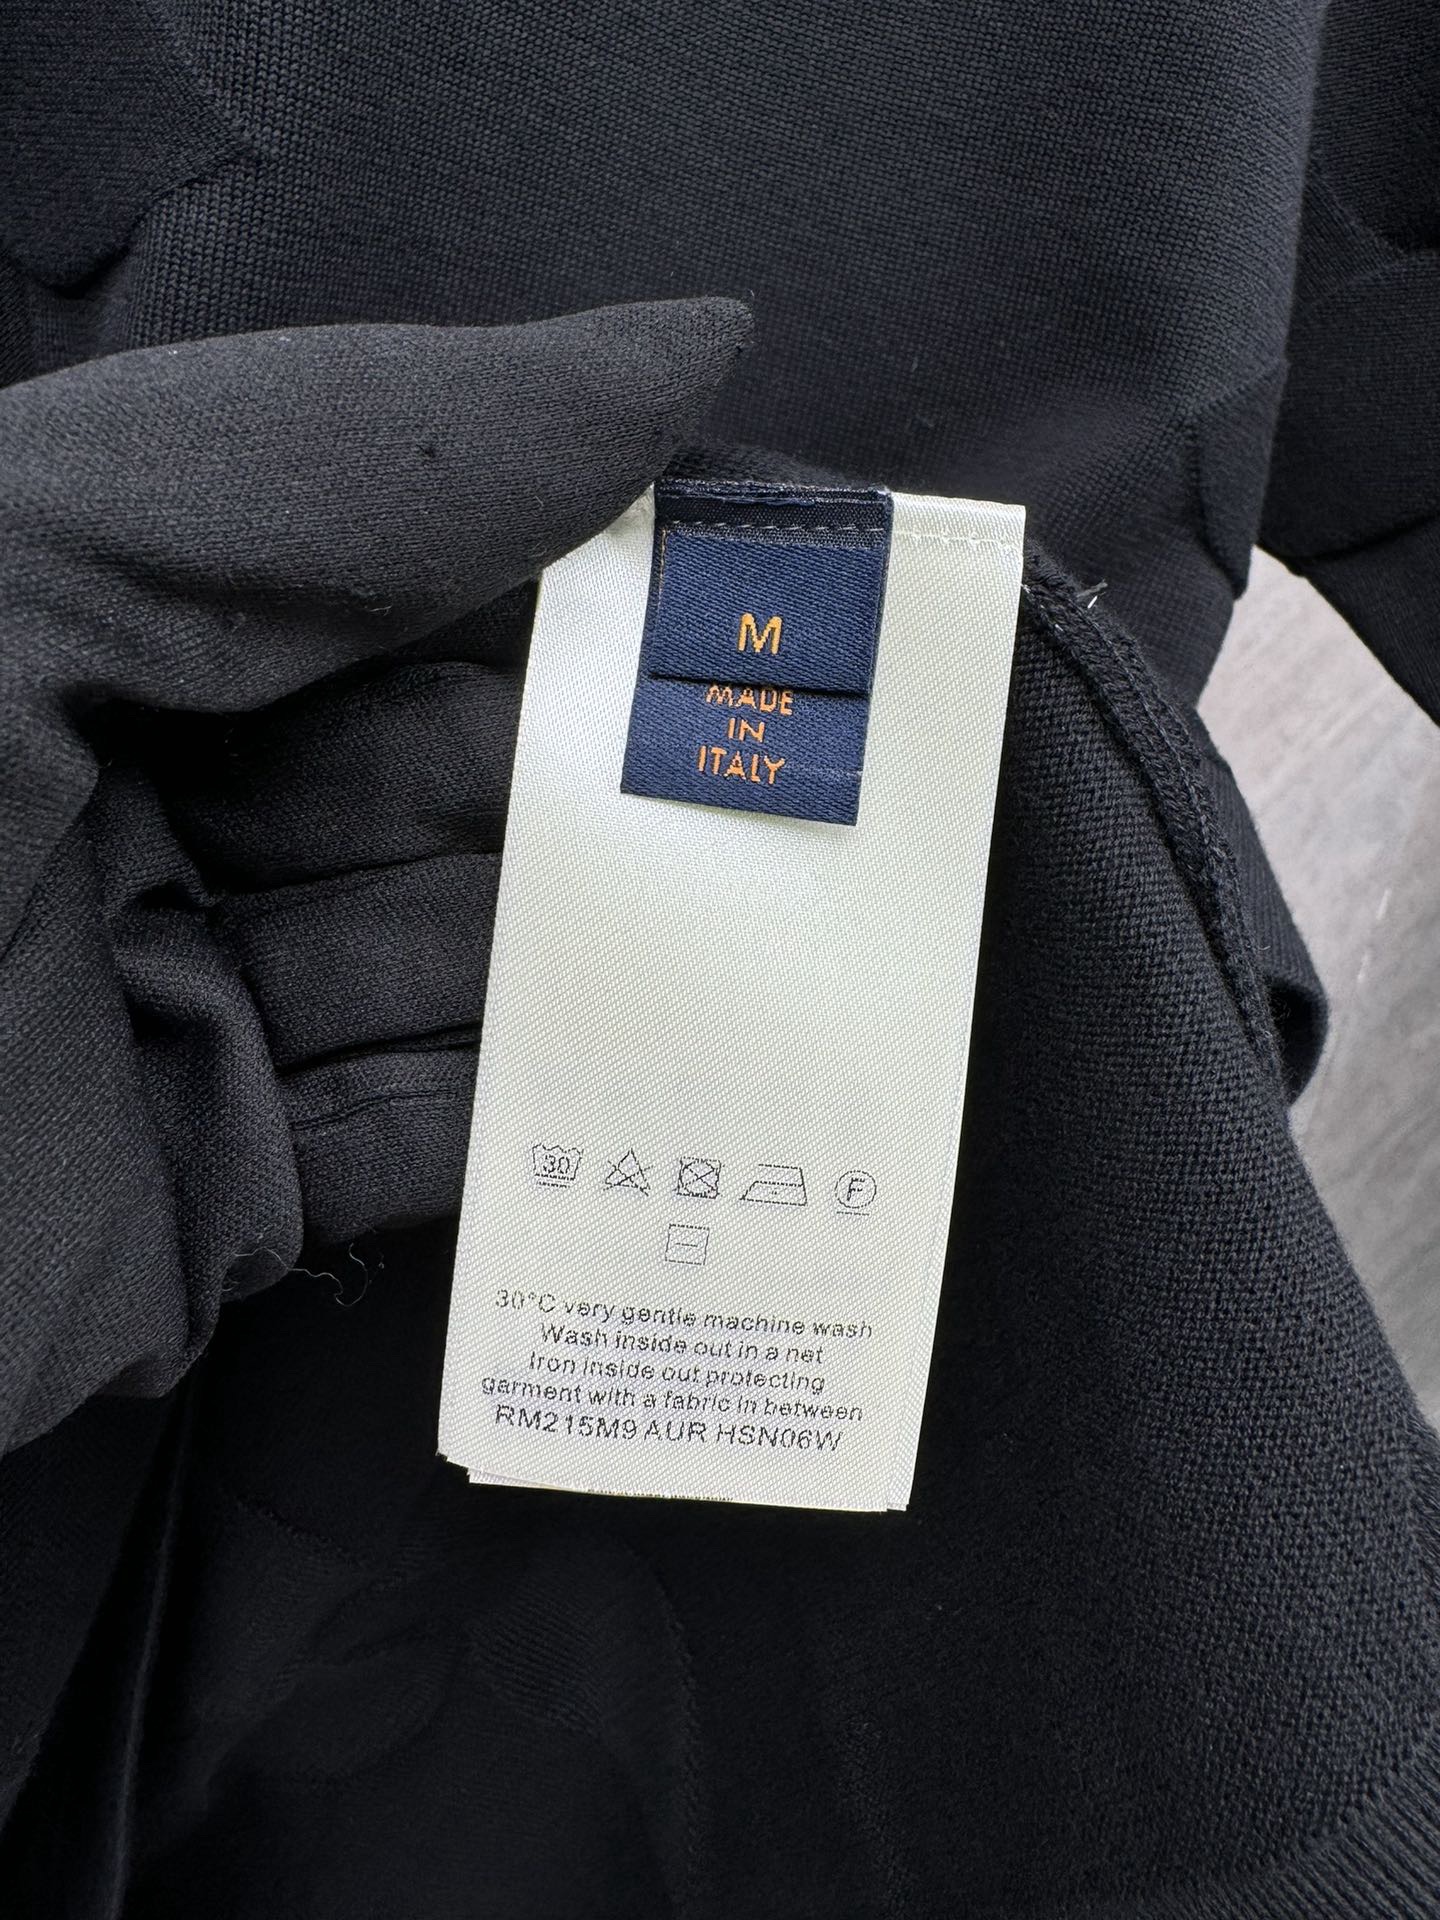 M
MADE
IN
ITALY
30 F
30°C very gentle machine wash
Wash inside out in a net
Iron inside out protecting
garment with a fabric in between
RM215M9 AUR HSN06W